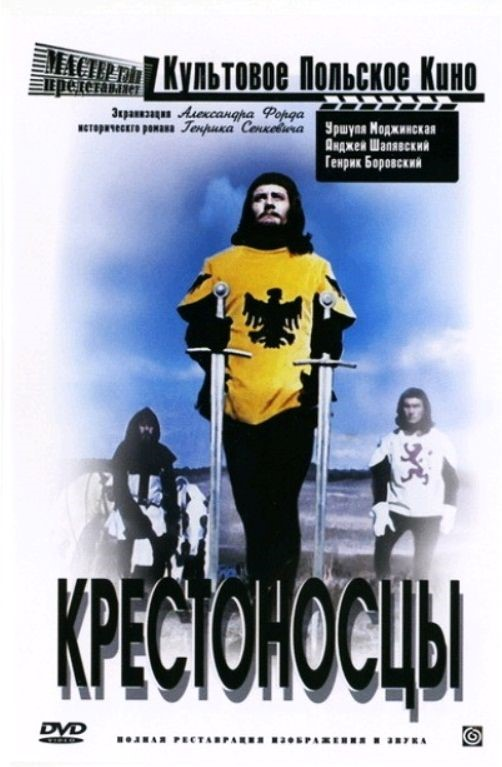 МАСТЕР ТЭЙП
представляет
Культовое Польское Кино
Экранизация Александра Форда
исторического романа Генрика Сенкевича
Уршуля Моджинская
Анджей Шалявский
Генрик Боровский
КРЕСТОНОСЦЫ
DVD
VIDEO
ПОЛНАЯ РЕСТАВРАЦИЯ ИЗОБРАЖЕНИЯ И ЗВУКА